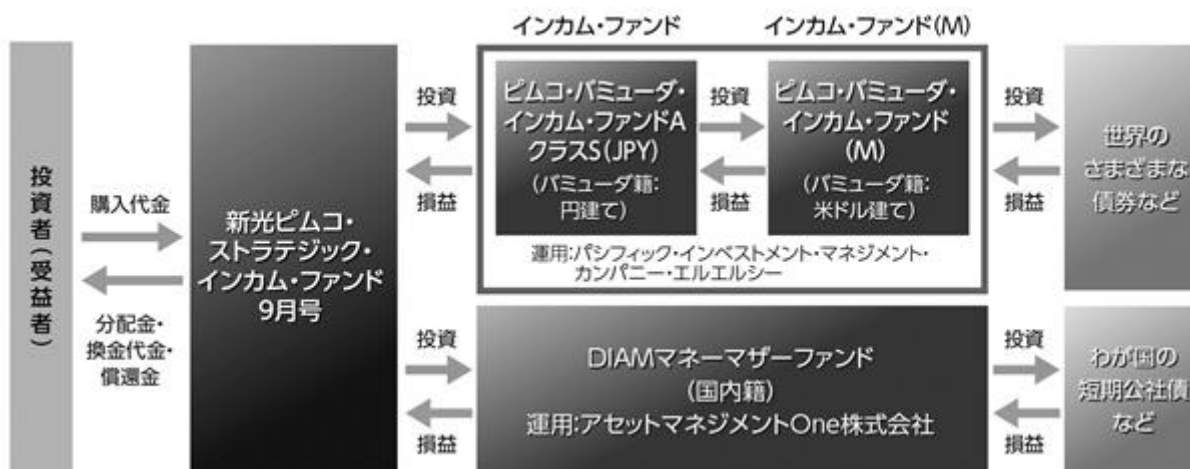 投資者(受益者)
購入代金
分配金・
換金代金・
償還金
新光ピムコ・
ストラテジック・
インカム・ファンド
9月号
投資
損益
インカム・ファンド
ピムコ・バミューダ・
インカム・ファンドA
クラスS(JPY)
(バミューダ籍:
円建て)
投資
損益
インカム・ファンド(M)
ピムコ・バミューダ・
インカム・ファンド
(M)
(バミューダ籍:
米ドル建て)
運用:パシフィック・インベストメント・マネジメント・
カンパニー・エルエルシー
投資
損益
世界の
さまざまな
債券など
投資
損益
DIAMマネーマザーファンド
(国内籍)
運用:アセットマネジメントOne株式会社
投資
損益
わが国の
短期公社債
など